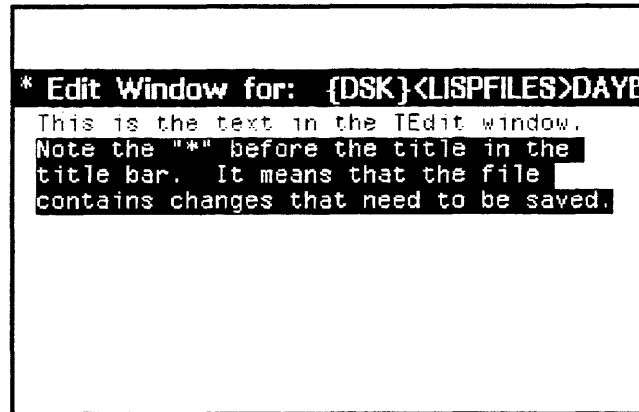 * Edit Window for: {DSK}<LISPFILES>DAYB
This is the text in the TEdit window.
Note the "*" before the title in the
title bar. It means that the file
contains changes that need to be saved.